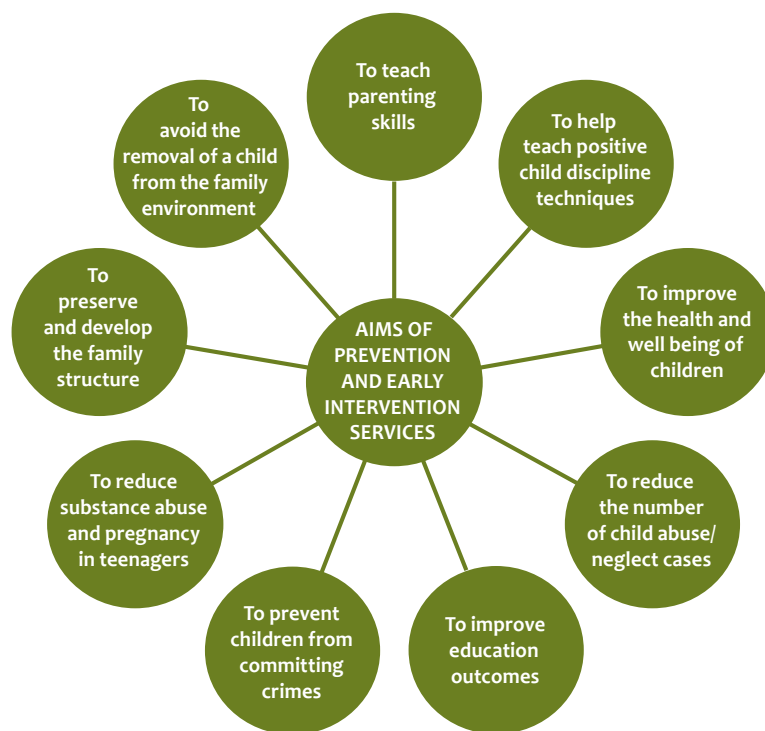 To teach
parenting
skills
To help
teach positive
child discipline
techniques
To improve
the health and
well being of
children
To reduce
the number
of child abuse/
neglect cases
To improve
education
outcomes
To prevent
children from
committing
crimes
To reduce
substance abuse
and pregnancy
in teenagers
To
preserve
and develop
the family
structure
To
avoid the
removal of a child
from the family
environment
AIMS OF
PREVENTION
AND EARLY
INTERVENTION
SERVICES